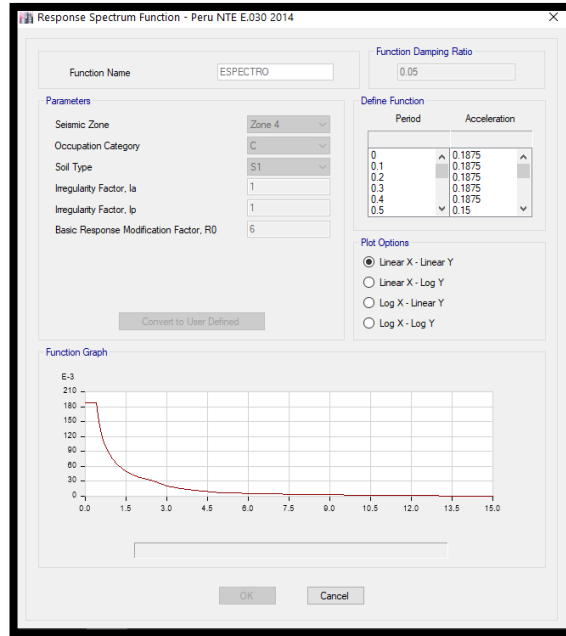 Response Spectrum Function - Peru NTE E.030 2014
Function Name
ESPECTRO
Function Damping Ratio
0.05
Parameters
Seismic Zone
Zone 4
Occupation Category
C
Soil Type
S1
Irregularity Factor, Ia
1
Irregularity Factor, Ip
1
Basic Response Modification Factor, R0
6
Convert to User Defined
Define Function
Period Acceleration
0 0.1875
0.1 0.1875
0.2 0.1875
0.3 0.1875
0.4 0.1875
0.5 0.15
Plot Options
Linear X - Linear Y
Linear X - Log Y
Log X - Linear Y
Log X - Log Y
Function Graph
E-3
210
180
150
120
90
60
30
0
0.0 1.5 3.0 4.5 6.0 7.5 9.0 10.5 12.0 13.5 15.0
OK Cancel